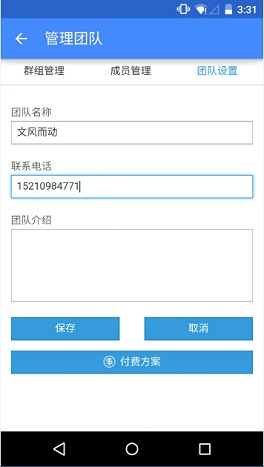 3:31
管理团队
群组管理 成员管理 团队设置
团队名称
文风而动
联系电话
15210984771
团队介绍
保存 取消
付费方案